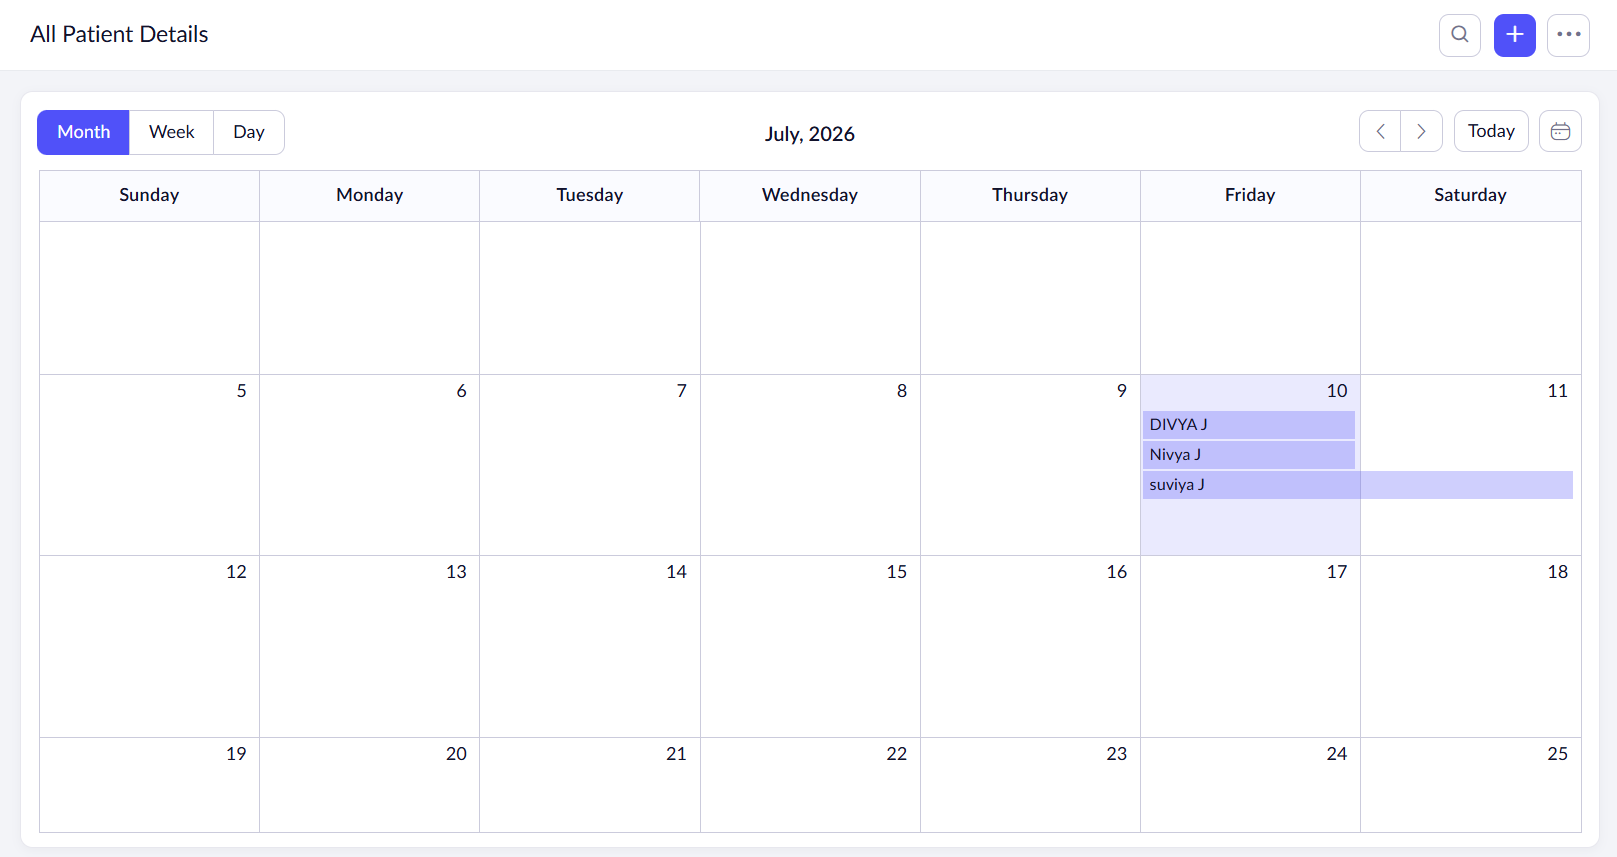 All Patient Details
Month Week Day
July, 2026
Today
Sunday Monday Tuesday Wednesday Thursday Friday Saturday
5 6 7 8 9 10 11
DIVYA J
Nivya J
suviya J
12 13 14 15 16 17 18
19 20 21 22 23 24 25